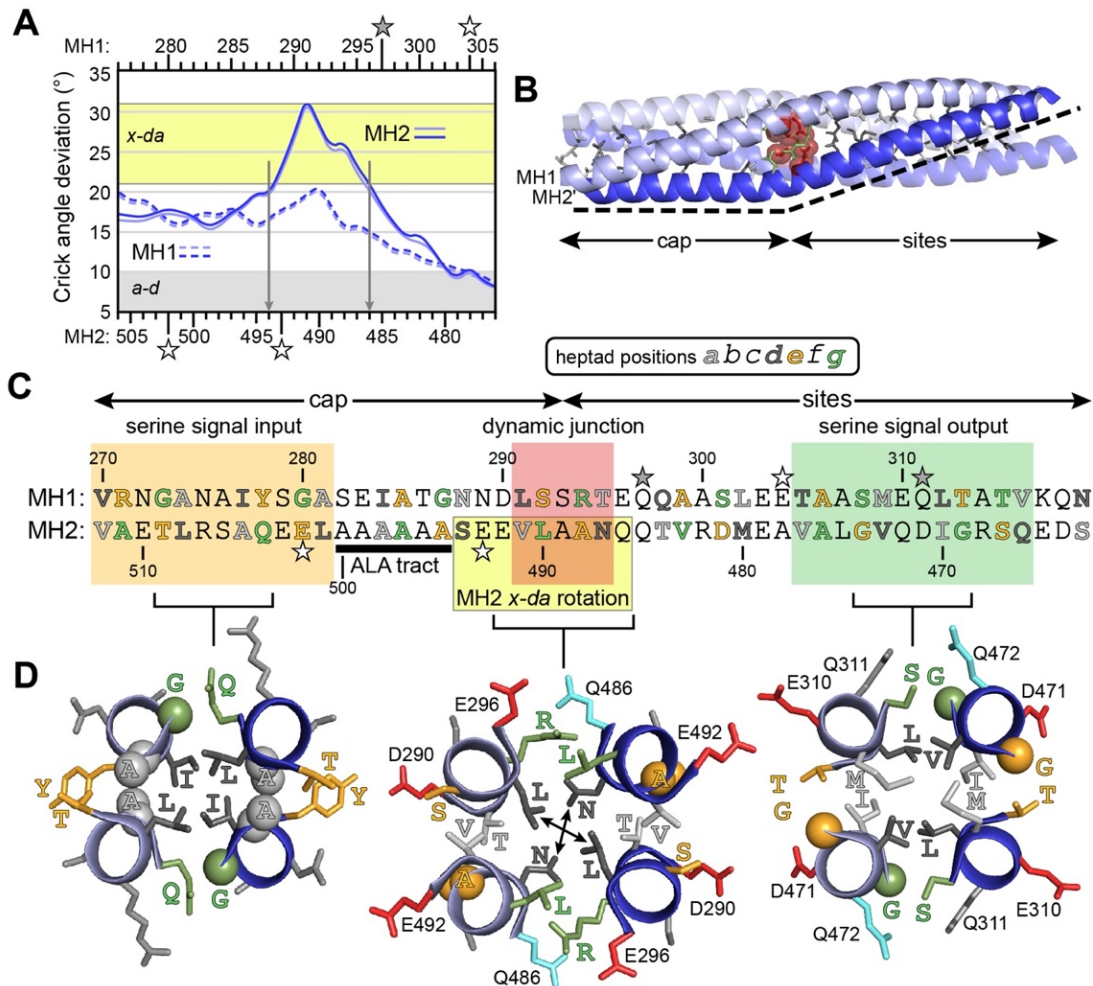 A
MH1: 280 285 290 295 300 305
35
30
25
20
15
10
5
Crick angle deviation (°)
x-da
MH2
MH1
a-d
MH2: 505 500 495 490 485 480
B
MH1
MH2'
cap
sites
heptad positions a b c d e f g
C
cap
sites
serine signal input
dynamic junction
serine signal output
270 280 290 300 310
MH1: VRNGANAIYSGASEIATGNNDLSSRTEQQAASLEETAASMEQLTATVKQN
MH2: VAETLRSAQEELAAAAAASEEVLAANQQTVRDMEAVALGVQDIGRSQEDS
510
ALA tract
500
490
480
470
MH2 x-da rotation
D
G
Q
A
I
L
A
Y
T
T
Y
A
L
I
A
Q
G
E296
Q486
R
L
E492
D290
S
L
N
A
V
T
T
V
A
N
L
S
E492
L
R
D290
Q486
E296
E310
Q311
S
G
Q472
D471
L
V
G
T
M
I
G
I
M
T
V
L
D471
G
S
Q472
Q311
E310